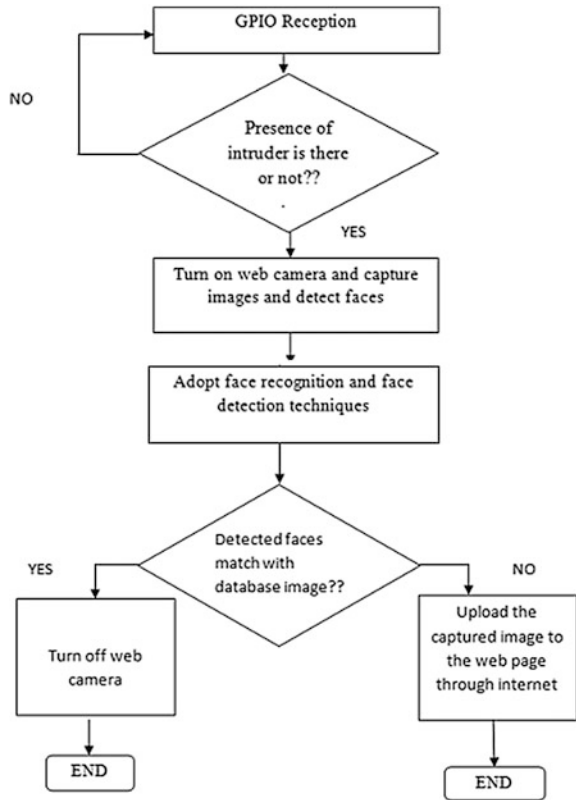 GPIO Reception
NO
Presence of
intruder is there
or not??
.
YES
Turn on web camera and capture
images and detect faces
Adopt face recognition and face
detection techniques
Detected faces
match with
database image??
YES
NO
Turn off web
camera
Upload the
captured image to
the web page
through internet
END
END